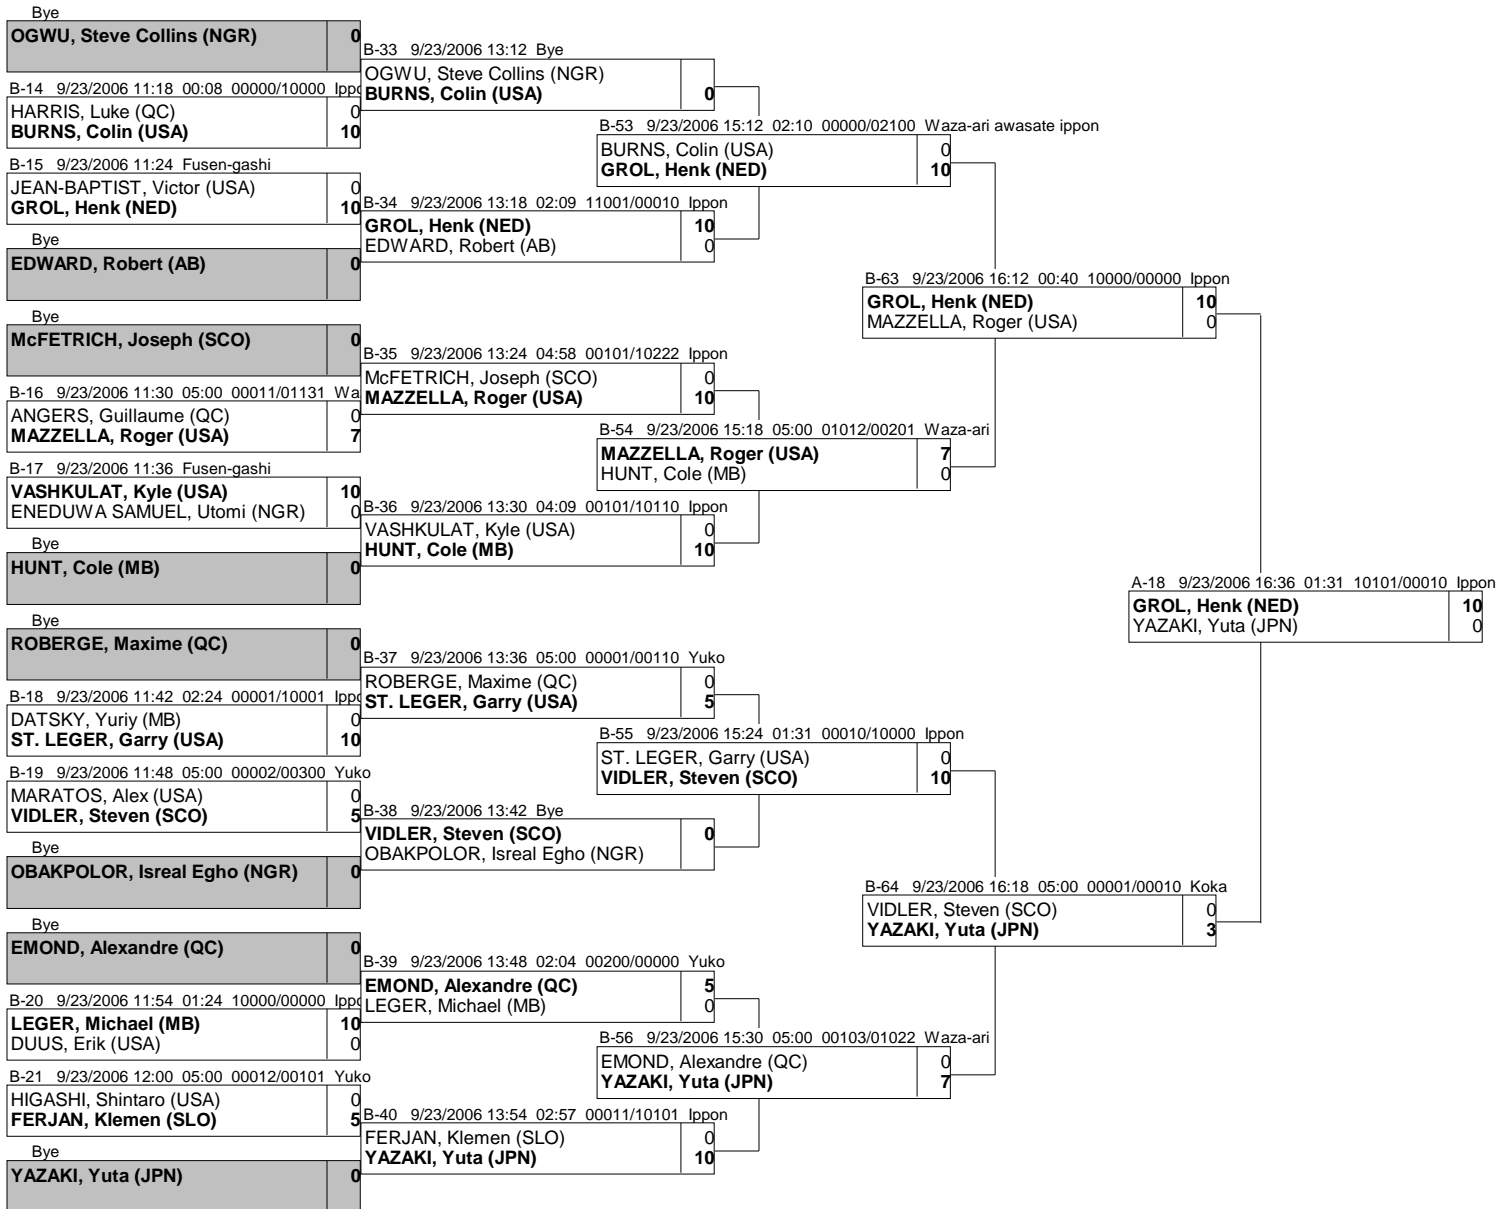 Bye
OGWU, Steve Collins (NGR) 0
B-14 9/23/2006 11:18 00:08 00000/10000 Ippo
HARRIS, Luke (QC) 0
BURNS, Colin (USA) 10
B-15 9/23/2006 11:24 Fusen-gashi
JEAN-BAPTIST, Victor (USA) 0
GROL, Henk (NED) 10
Bye
EDWARD, Robert (AB) 0
Bye
McFETRICH, Joseph (SCO) 0
B-16 9/23/2006 11:30 05:00 00011/01131 Wa
ANGERS, Guillaume (QC) 0
MAZZELLA, Roger (USA) 7
B-17 9/23/2006 11:36 Fusen-gashi
VASHKULAT, Kyle (USA) 10
ENEDUWA SAMUEL, Utomi (NGR) 0
Bye
HUNT, Cole (MB) 0
Bye
ROBERGE, Maxime (QC) 0
B-18 9/23/2006 11:42 02:24 00001/10001 Ippo
DATSKY, Yuriy (MB) 0
ST. LEGER, Garry (USA) 10
B-19 9/23/2006 11:48 05:00 00002/00300 Yuko
MARATOS, Alex (USA) 0
VIDLER, Steven (SCO) 5
Bye
OBAKPOLOR, Isreal Egho (NGR) 0
Bye
EMOND, Alexandre (QC) 0
B-20 9/23/2006 11:54 01:24 10000/00000 Ippo
LEGER, Michael (MB) 10
DUUS, Erik (USA) 0
B-21 9/23/2006 12:00 05:00 00012/00101 Yuko
HIGASHI, Shintaro (USA) 0
FERJAN, Klemen (SLO) 5
Bye
YAZAKI, Yuta (JPN) 0
B-33 9/23/2006 13:12 Bye
OGWU, Steve Collins (NGR)
BURNS, Colin (USA) 0
B-34 9/23/2006 13:18 02:09 11001/00010 Ippon
GROL, Henk (NED) 10
EDWARD, Robert (AB) 0
B-35 9/23/2006 13:24 04:58 00101/10222 Ippon
McFETRICH, Joseph (SCO) 0
MAZZELLA, Roger (USA) 10
B-36 9/23/2006 13:30 04:09 00101/10110 Ippon
VASHKULAT, Kyle (USA) 0
HUNT, Cole (MB) 10
B-37 9/23/2006 13:36 05:00 00001/00110 Yuko
ROBERGE, Maxime (QC) 0
ST. LEGER, Garry (USA) 5
B-38 9/23/2006 13:42 Bye
VIDLER, Steven (SCO) 0
OBAKPOLOR, Isreal Egho (NGR)
B-39 9/23/2006 13:48 02:04 00200/00000 Yuko
EMOND, Alexandre (QC) 5
LEGER, Michael (MB) 0
B-40 9/23/2006 13:54 02:57 00011/10101 Ippon
FERJAN, Klemen (SLO) 0
YAZAKI, Yuta (JPN) 10
B-53 9/23/2006 15:12 02:10 00000/02100 Waza-ari awasate ippon
BURNS, Colin (USA) 0
GROL, Henk (NED) 10
B-54 9/23/2006 15:18 05:00 01012/00201 Waza-ari
MAZZELLA, Roger (USA) 7
HUNT, Cole (MB) 0
B-55 9/23/2006 15:24 01:31 00010/10000 Ippon
ST. LEGER, Garry (USA) 0
VIDLER, Steven (SCO) 10
B-56 9/23/2006 15:30 05:00 00103/01022 Waza-ari
EMOND, Alexandre (QC) 0
YAZAKI, Yuta (JPN) 7
B-63 9/23/2006 16:12 00:40 10000/00000 Ippon
GROL, Henk (NED) 10
MAZZELLA, Roger (USA) 0
B-64 9/23/2006 16:18 05:00 00001/00010 Koka
VIDLER, Steven (SCO) 0
YAZAKI, Yuta (JPN) 3
A-18 9/23/2006 16:36 01:31 10101/00010 Ippon
GROL, Henk (NED) 10
YAZAKI, Yuta (JPN) 0